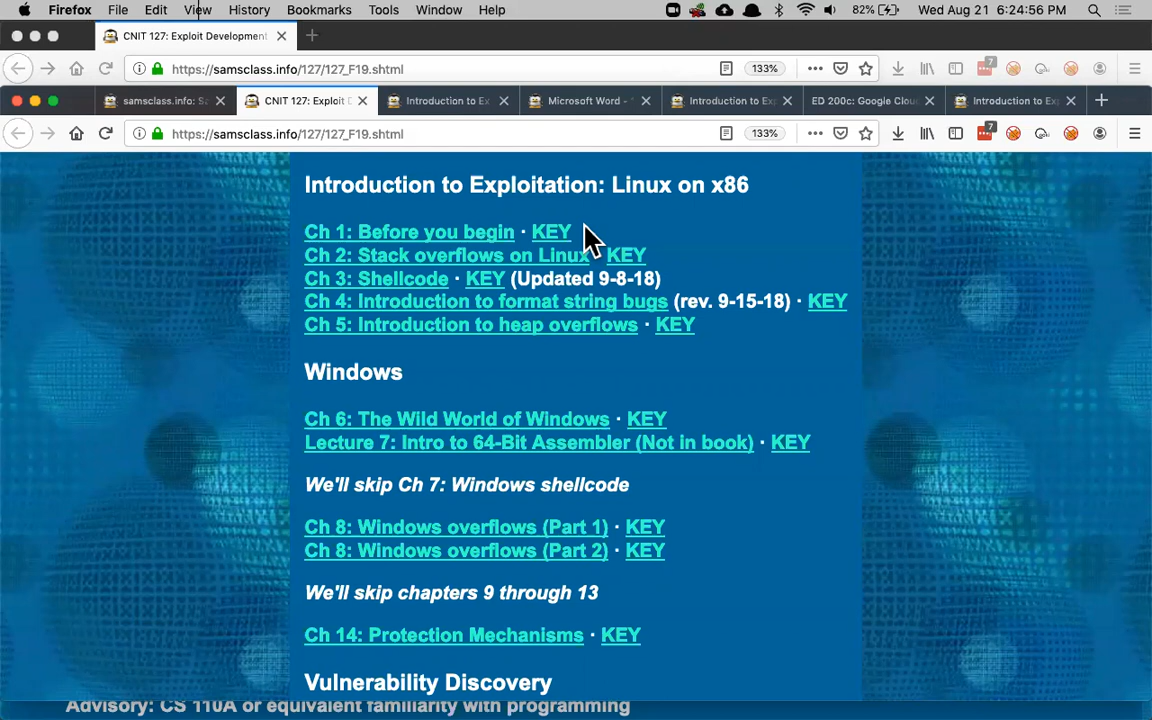 Firefox File Edit View History Bookmarks Tools Window Help 82% Wed Aug 21 6:24:56 PM
CNIT 127: Exploit Development
https://samsclass.info/127/127_F19.shtml 133% 7
samsclass.info: Sa CNIT 127: Exploit D Introduction to Ex Microsoft Word - Introduction to Exp ED 200c: Google Clou Introduction to Exp
https://samsclass.info/127/127_F19.shtml 133% 7
Introduction to Exploitation: Linux on x86
Ch 1: Before you begin · KEY
Ch 2: Stack overflows on Linux · KEY
Ch 3: Shellcode · KEY (Updated 9-8-18)
Ch 4: Introduction to format string bugs (rev. 9-15-18) · KEY
Ch 5: Introduction to heap overflows · KEY
Windows
Ch 6: The Wild World of Windows · KEY
Lecture 7: Intro to 64-Bit Assembler (Not in book) · KEY
We'll skip Ch 7: Windows shellcode
Ch 8: Windows overflows (Part 1) · KEY
Ch 8: Windows overflows (Part 2) · KEY
We'll skip chapters 9 through 13
Ch 14: Protection Mechanisms · KEY
Vulnerability Discovery
Advisory: CS 110A or equivalent familiarity with programming